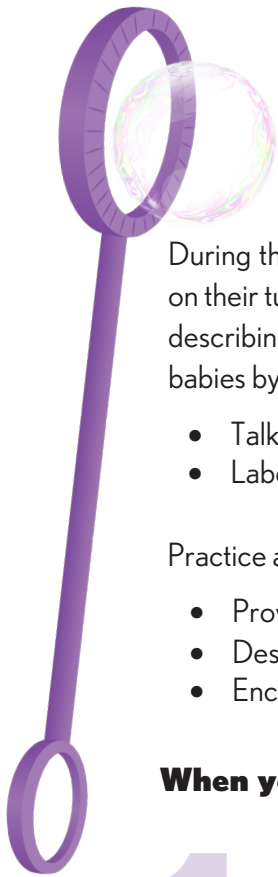 During th
on their tu
describin
babies by
• Talk
• Labe
Practice a
• Prov
• Des
• Enc
When yo